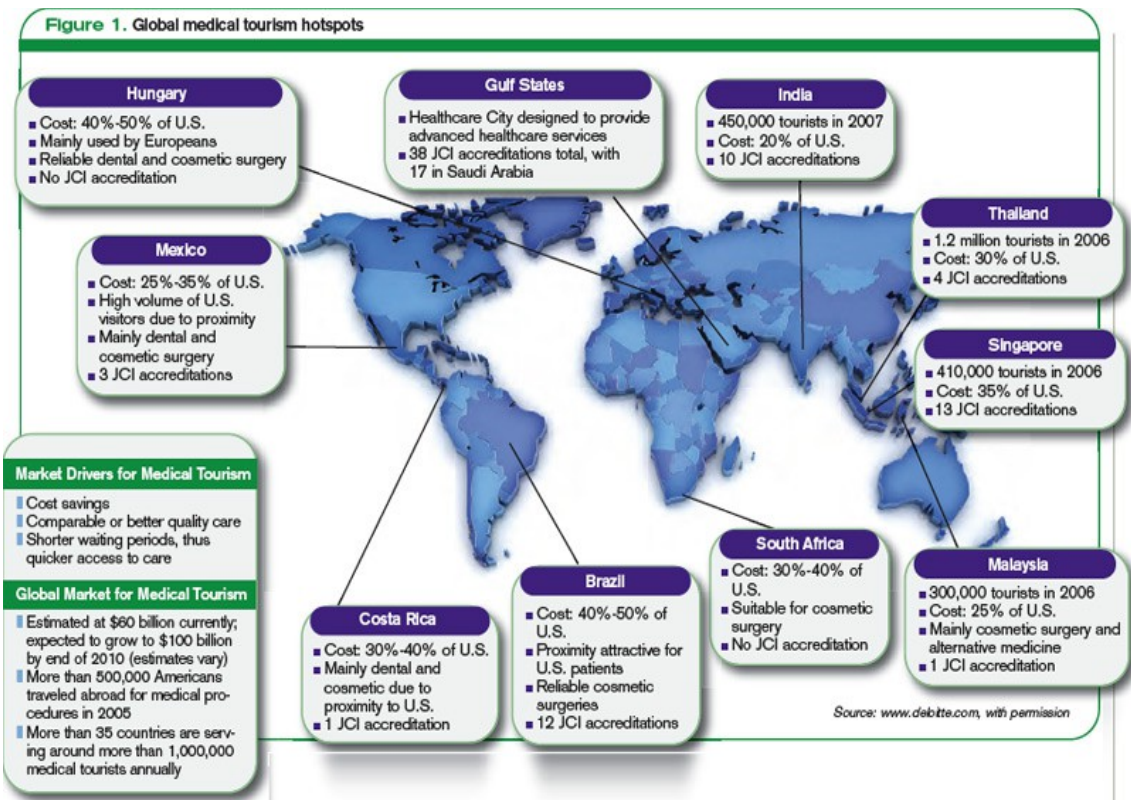 Figure 1. Global medical tourism hotspots
Hungary
Cost: 40%-50% of U.S.
Mainly used by Europeans
Reliable dental and cosmetic surgery
No JCI accreditation
Gulf States
Healthcare City designed to provide
advanced healthcare services
38 JCI accreditations total, with
17 in Saudi Arabia
India
450,000 tourists in 2007
Cost: 20% of U.S.
10 JCI accreditations
Thailand
1.2 million tourists in 2006
Cost: 30% of U.S.
4 JCI accreditations
Mexico
Cost: 25%-35% of U.S.
High volume of U.S.
visitors due to proximity
Mainly dental and
cosmetic surgery
3 JCI accreditations
Singapore
410,000 tourists in 2006
Cost: 35% of U.S.
13 JCI accreditations
Market Drivers for Medical Tourism
Cost savings
Comparable or better quality care
Shorter waiting periods, thus
quicker access to care
Global Market for Medical Tourism
Estimated at $60 billion currently;
expected to grow to $100 billion
by end of 2010 (estimates vary)
More than 500,000 Americans
traveled abroad for medical pro-
cedures in 2005
More than 35 countries are serv-
ing around more than 1,000,000
medical tourists annually
Costa Rica
Cost: 30%-40% of U.S.
Mainly dental and
cosmetic due to
proximity to U.S.
1 JCI accreditation
Brazil
Cost: 40%-50% of
U.S.
Proximity attractive for
U.S. patients
Reliable cosmetic
surgeries
12 JCI accreditations
South Africa
Cost: 30%-40% of
U.S.
Suitable for cosmetic
surgery
No JCI accreditation
Malaysia
300,000 tourists in 2006
Cost: 25% of U.S.
Mainly cosmetic surgery and
alternative medicine
1 JCI accreditation
Source: www.deloitte.com, with permission